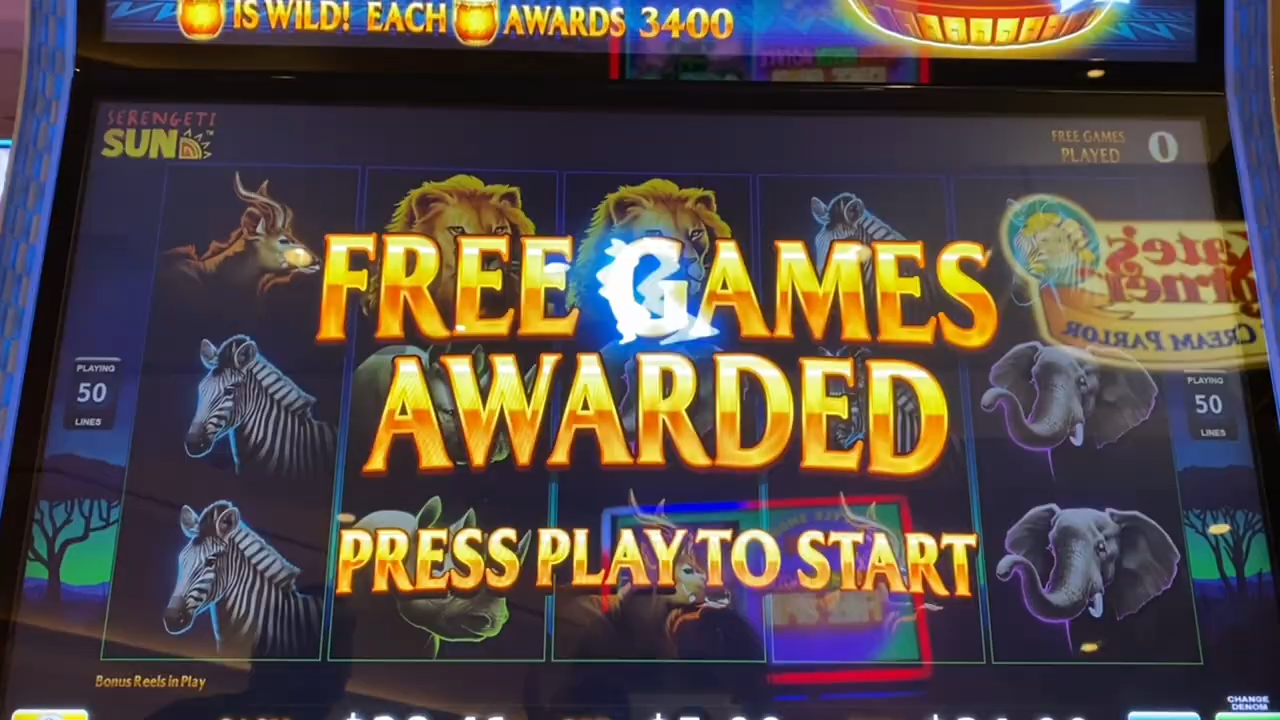 IS WILD! EACH AWARDS 3400
SERENGETI
SUN™
FREE GAMES
PLAYED 0
FREE GAMES
AWARDED
PRESS PLAY TO START
PLAYING
50
LINES
PLAYING
50
LINES
CREAM PARLOR
Bonus Reels in Play
CHANGE
DENOM